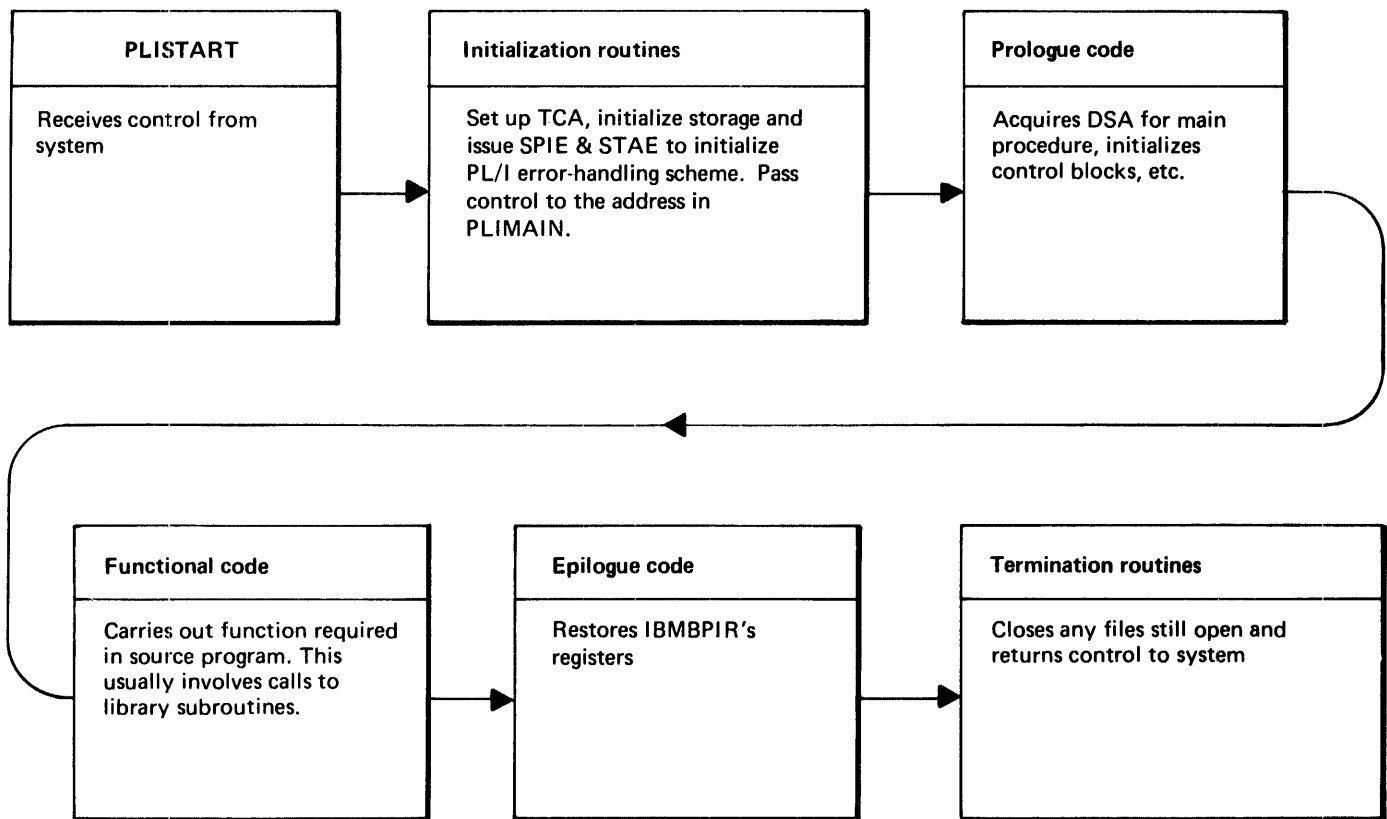 PLISTART
Receives control from
system
Initialization routines
Set up TCA, initialize storage and
issue SPIE & STAE to initialize
PL/I error-handling scheme. Pass
control to the address in
PLIMAIN.
Prologue code
Acquires DSA for main
procedure, initializes
control blocks, etc.
Functional code
Carries out function required
in source program. This
usually involves calls to
library subroutines.
Epilogue code
Restores IBMBPIR's
registers
Termination routines
Closes any files still open and
returns control to system